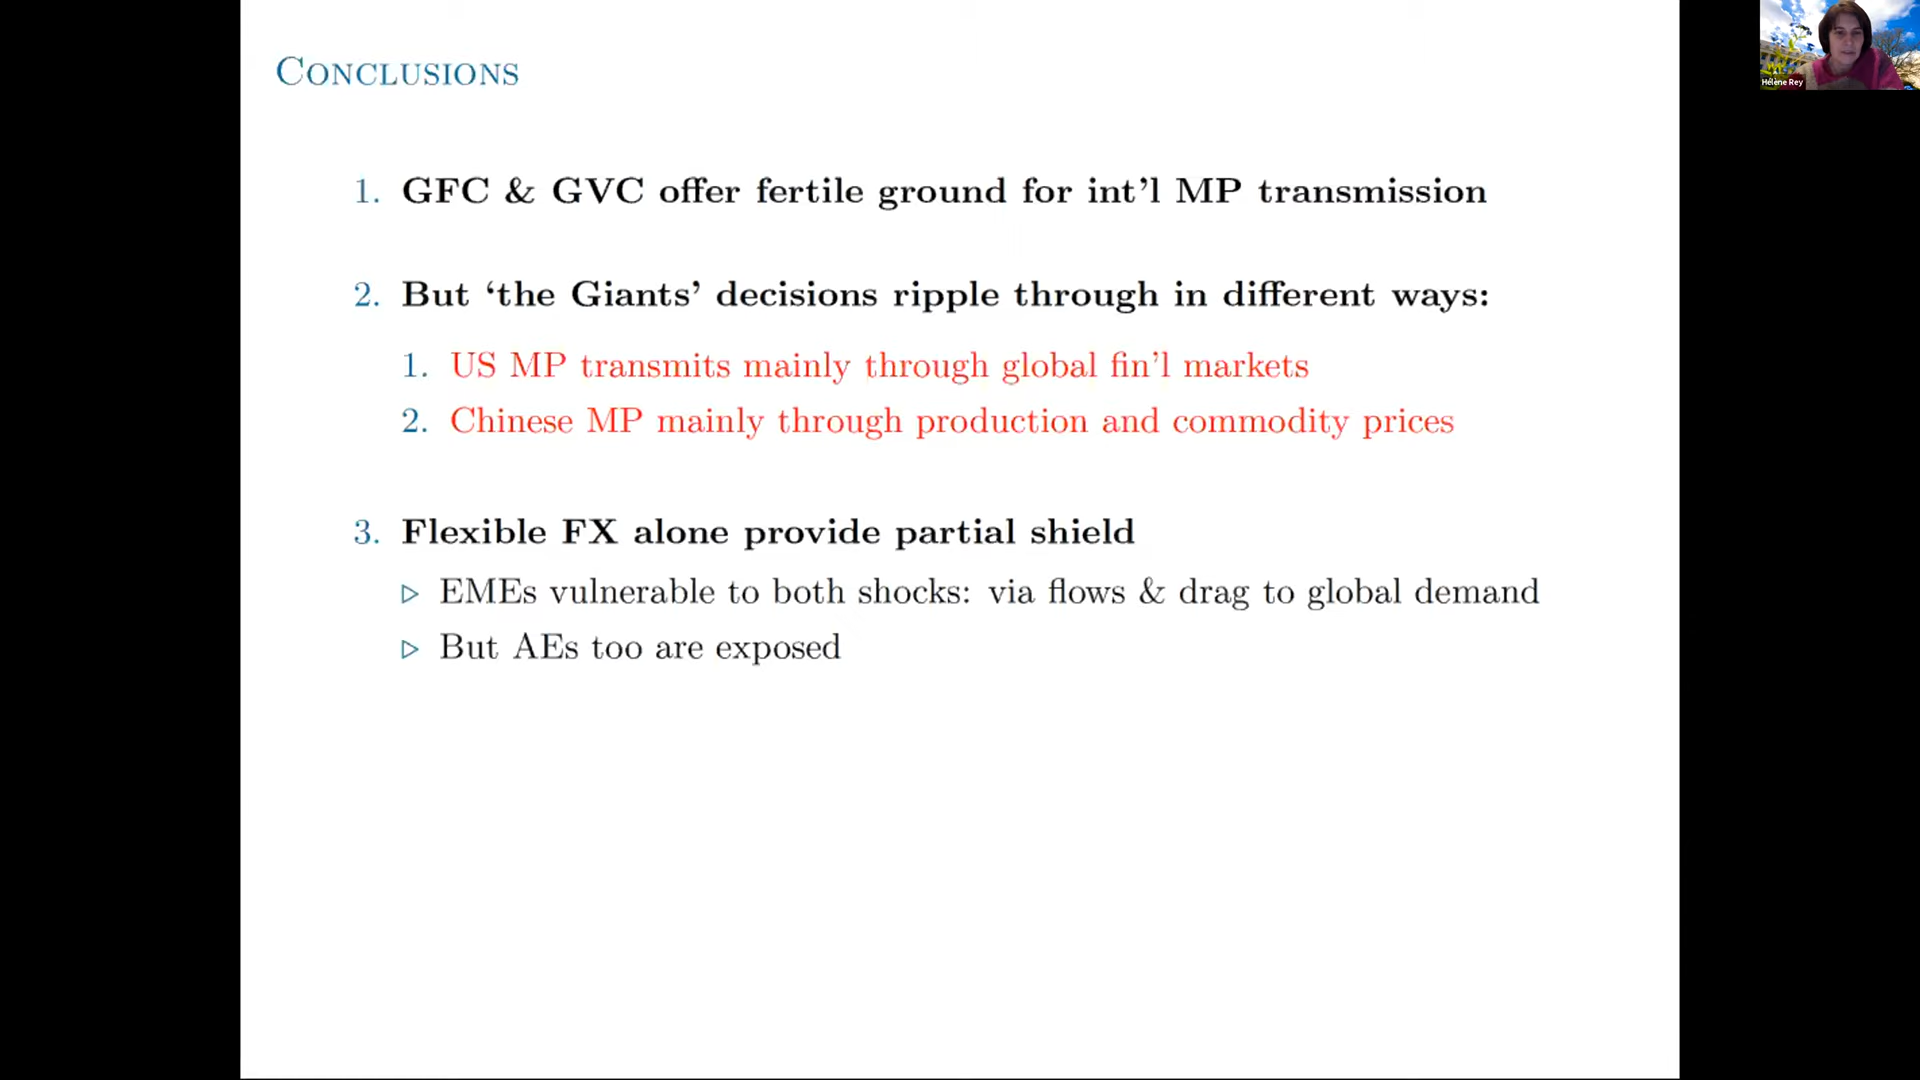 CONCLUSIONS
1. GFC & GVC offer fertile ground for int'l MP transmission
2. But ‘the Giants’ decisions ripple through in different ways:
1. US MP transmits mainly through global fin'l markets
2. Chinese MP mainly through production and commodity prices
3. Flexible FX alone provide partial shield
▷ EMEs vulnerable to both shocks: via flows & drag to global demand
▷ But AEs too are exposed
Hélène Rey